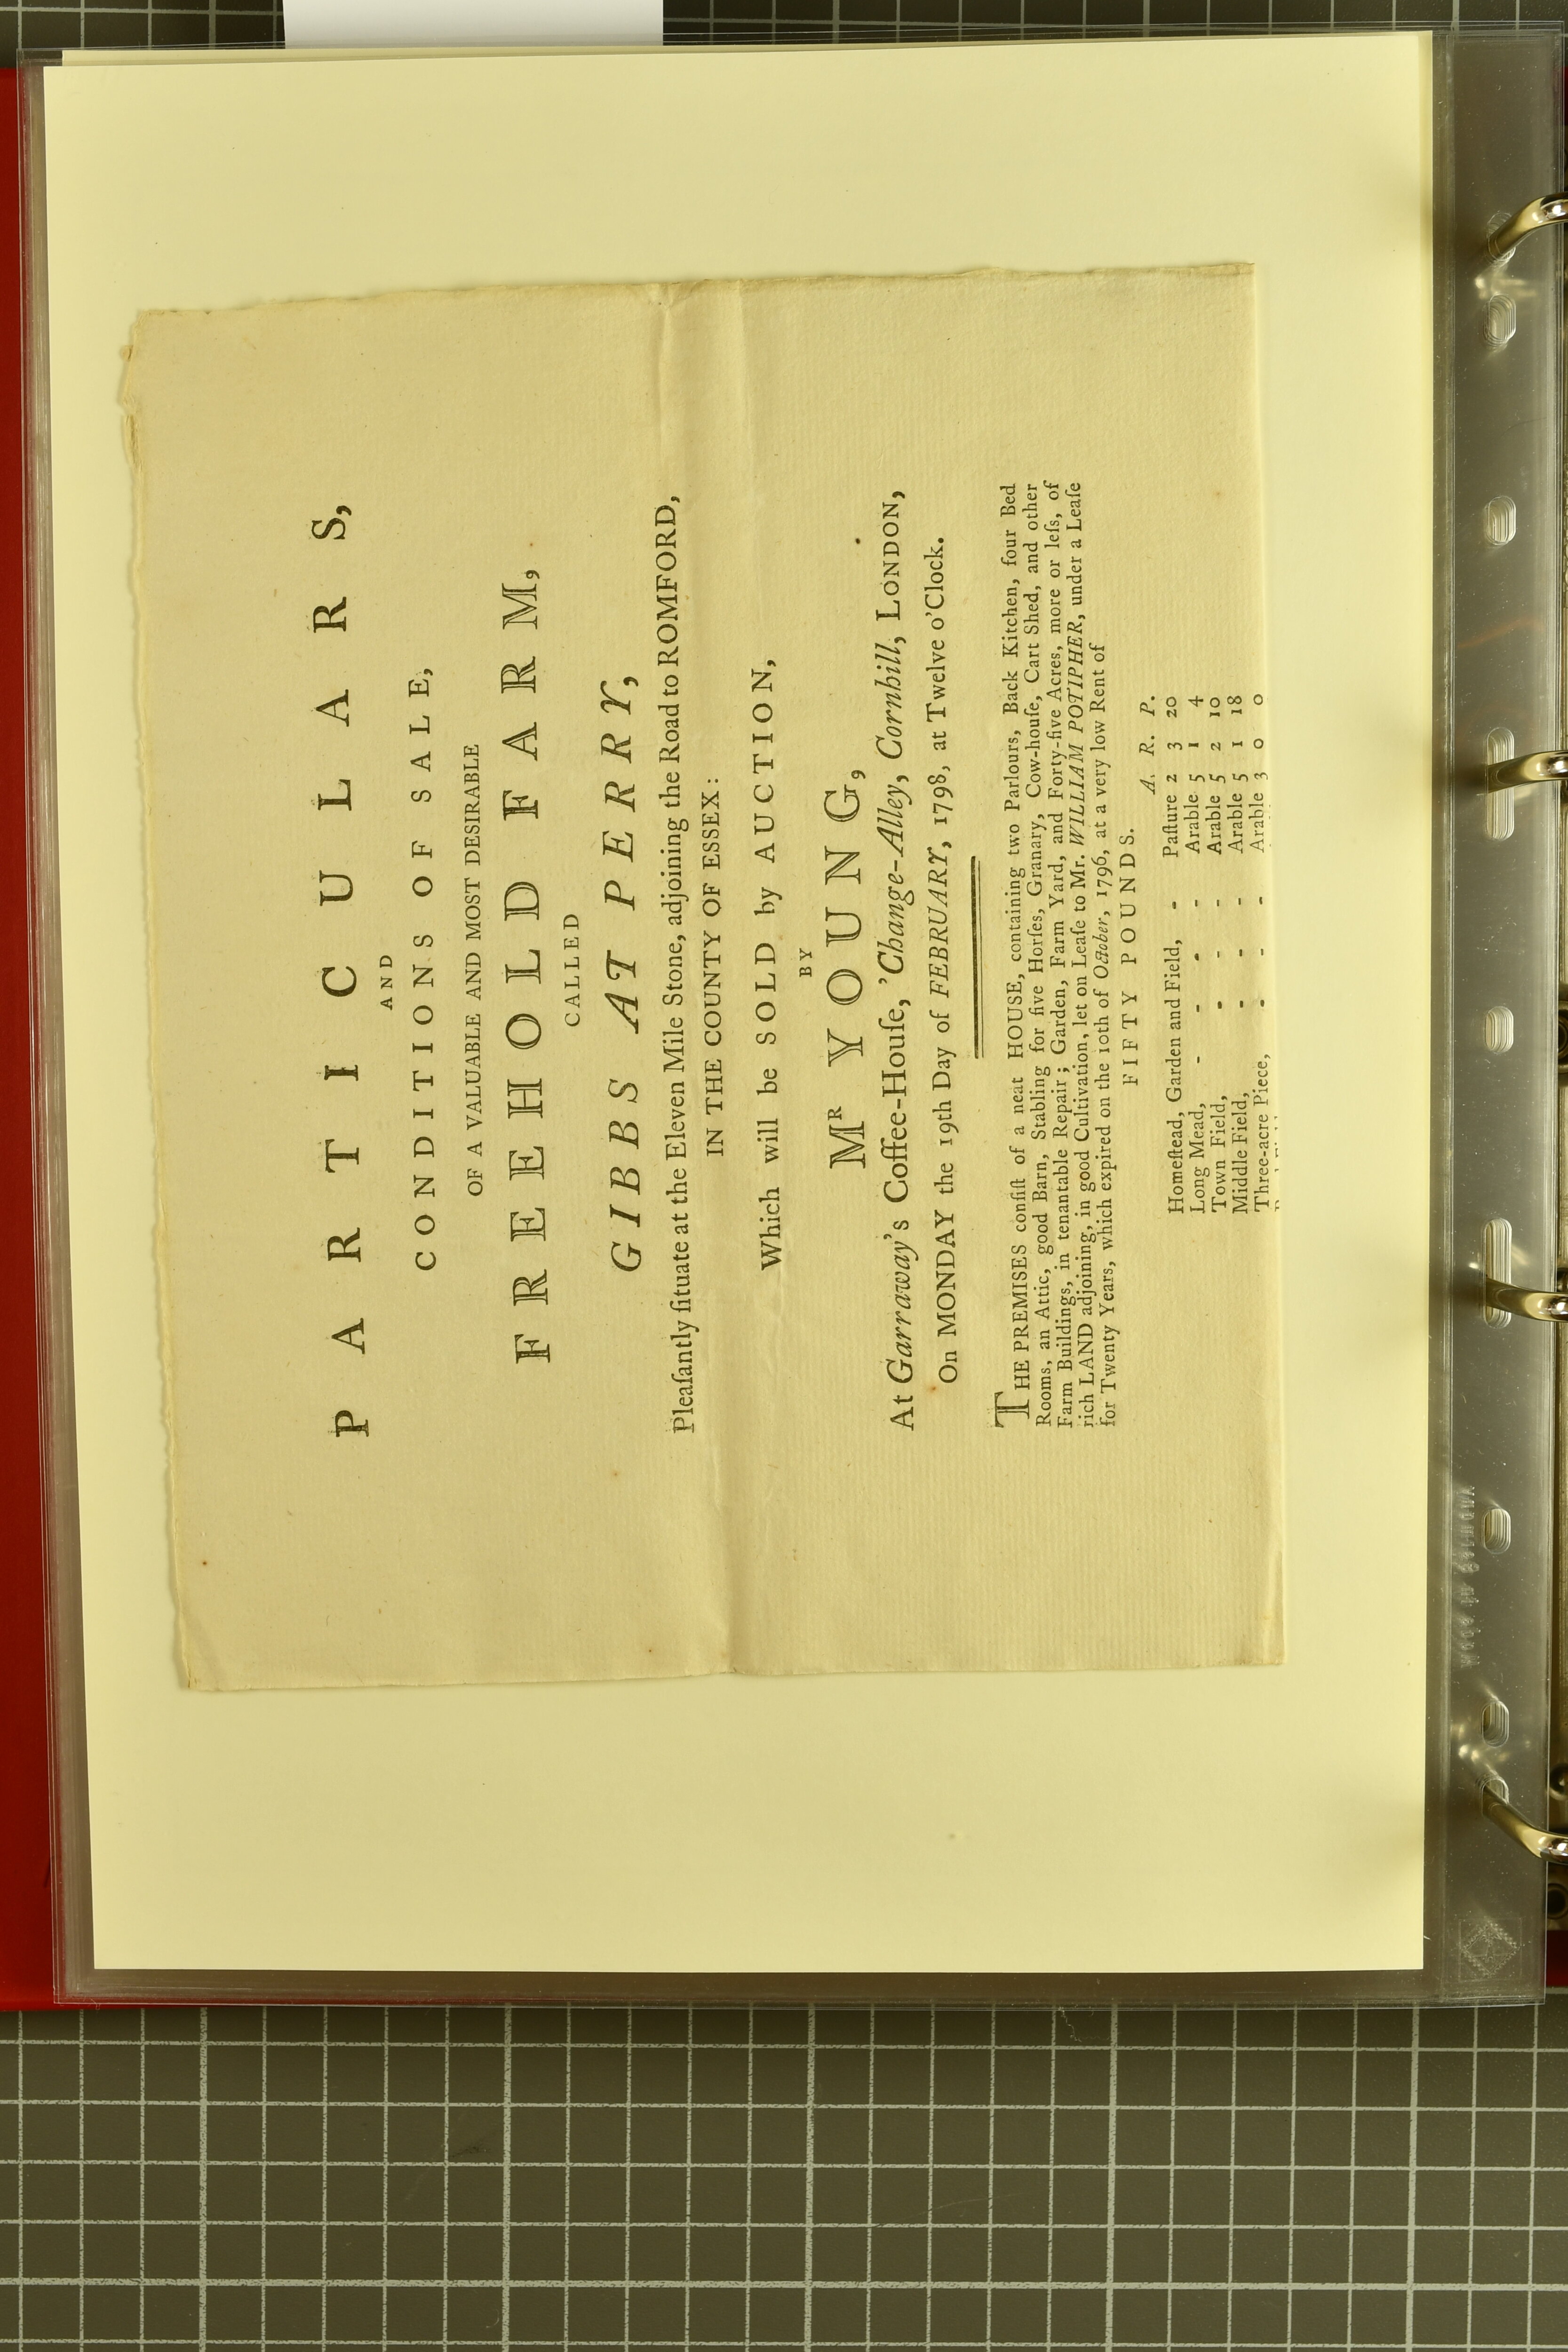 PARTICULARS,
AND
CONDITIONS OF SALE,
OF A VALUABLE AND MOST DESIRABLE
FREEHOLD FARM,
CALLED
GIBBS AT PERRY,
Pleaſantly ſituate at the Eleven Mile Stone, adjoining the Road to ROMFORD,
IN THE COUNTY OF ESSEX:
Which will be SOLD by AUCTION,
BY
MR YOUNG,
At Garraway's Coffee-Houſe, 'Change-Alley, Cornhill, LONDON,
On MONDAY the 19th Day of FEBRUARY, 1798, at Twelve o'Clock.
THE PREMISES conſiſt of a neat HOUSE, containing two Parlours, Back Kitchen, four Bed
Rooms, an Attic, good Barn, Stabling for five Horſes, Granary, Cow-houſe, Cart Shed, and other
Farm Buildings, in tenantable Repair; Garden, Farm Yard, and Forty-five Acres, more or leſs, of
rich LAND adjoining, in good Cultivation, let on Leaſe to Mr. WILLIAM POTIPHER, under a Leaſe
for Twenty Years, which expired on the 10th of October, 1796, at a very low Rent of
FIFTY POUNDS.
A. R. P.
Homeſtead, Garden and Field, - Paſture 2 3 20
Long Mead, - - - - Arable 5 1 4
Town Field, - - - Arable 5 2 10
Middle Field, - - - Arable 5 1 18
Three-acre Piece, - - - Arable 3 0 0